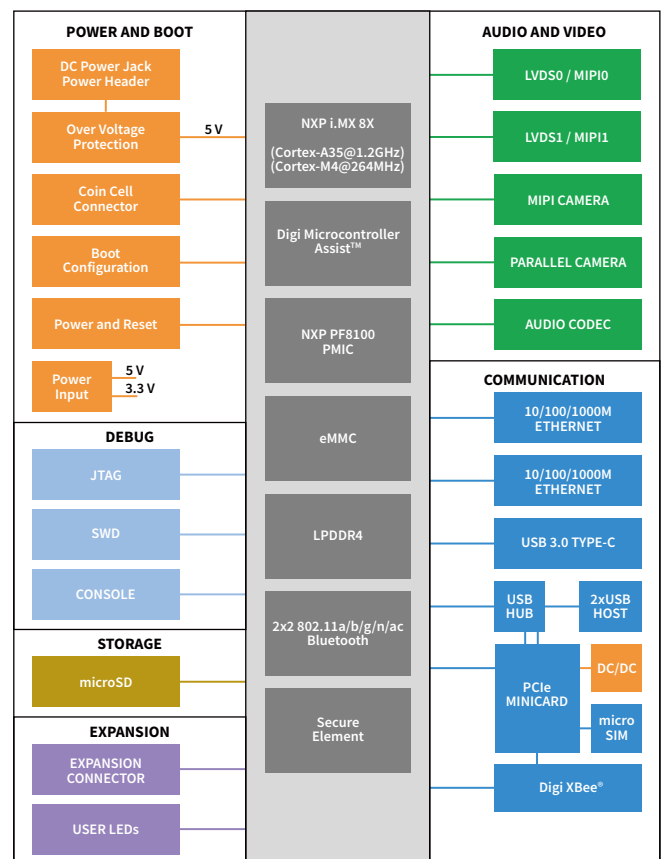 POWER AND BOOT
DC Power Jack
Power Header
Over Voltage
Protection
5 V
Coin Cell
Connector
Boot
Configuration
Power and Reset
Power
Input
5 V
3.3 V
DEBUG
JTAG
SWD
CONSOLE
STORAGE
microSD
EXPANSION
EXPANSION
CONNECTOR
USER LEDs
NXP i.MX 8X
(Cortex-A35@1.2GHz)
(Cortex-M4@264MHz)
Digi Microcontroller
Assist™
NXP PF8100
PMIC
eMMC
LPDDR4
2x2 802.11a/b/g/n/ac
Bluetooth
Secure
Element
AUDIO AND VIDEO
LVDS0 / MIPI0
LVDS1 / MIPI1
MIPI CAMERA
PARALLEL CAMERA
AUDIO CODEC
COMMUNICATION
10/100/1000M
ETHERNET
10/100/1000M
ETHERNET
USB 3.0 TYPE-C
USB
HUB
2xUSB
HOST
PCIe
MINICARD
DC/DC
micro
SIM
Digi XBee®